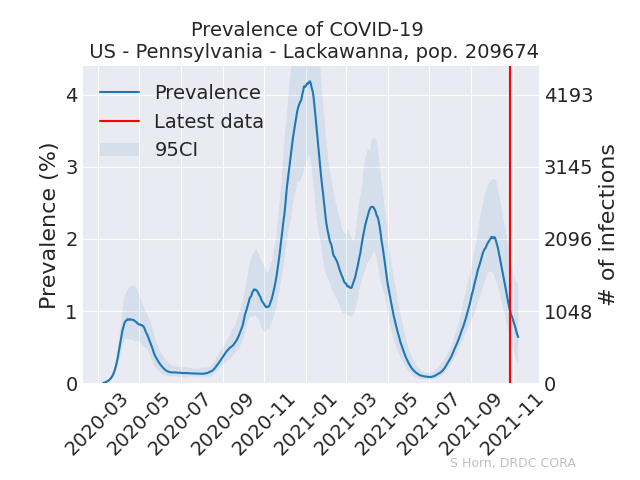 Prevalence of COVID-19
US - Pennsylvania - Lackawanna, pop. 209674
Prevalence
Latest data
95CI
Prevalence (%)
4
3
2
1
0
# of infections
4193
3145
2096
1048
0
2020-03
2020-05
2020-07
2020-09
2020-11
2021-01
2021-03
2021-05
2021-07
2021-09
2021-11
S Horn, DRDC CORA